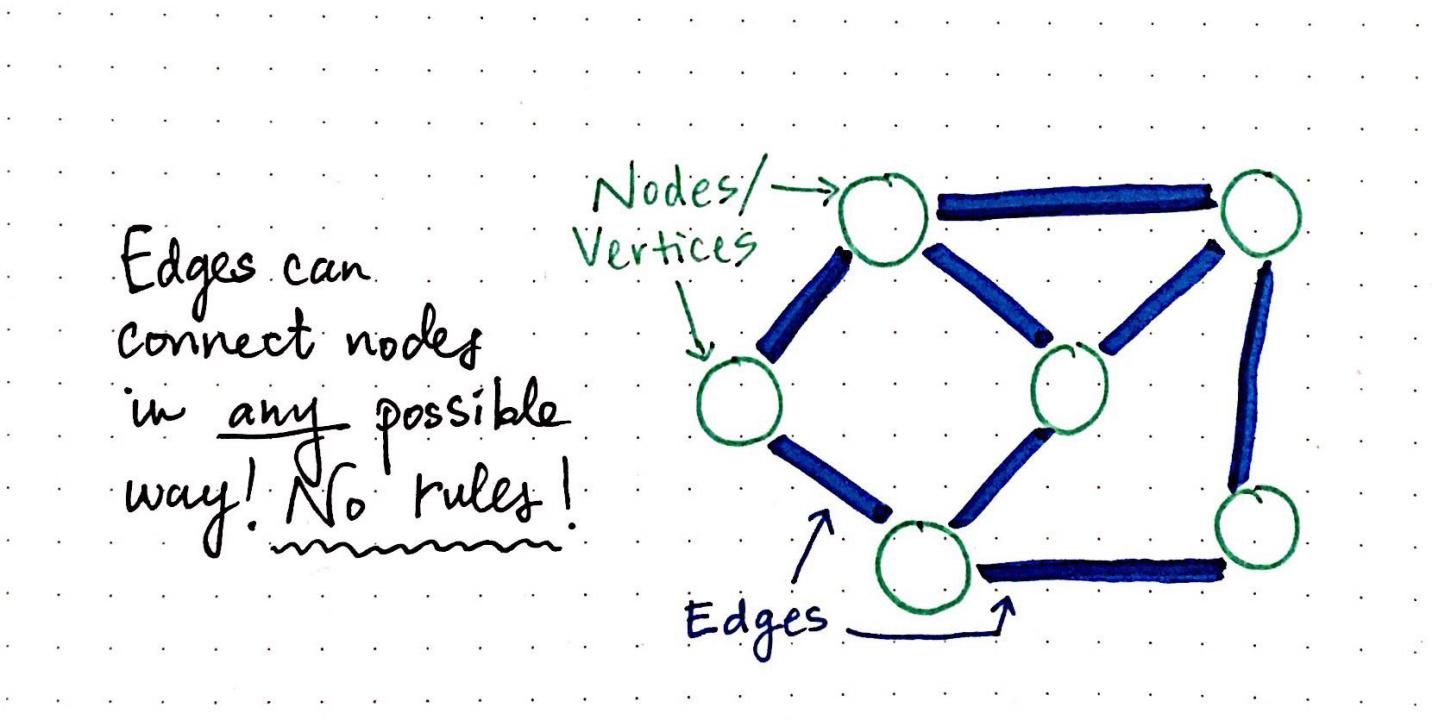 Edges can
connect nodes
in any possible
way! No rules!
Nodes/
Vertices
Edges